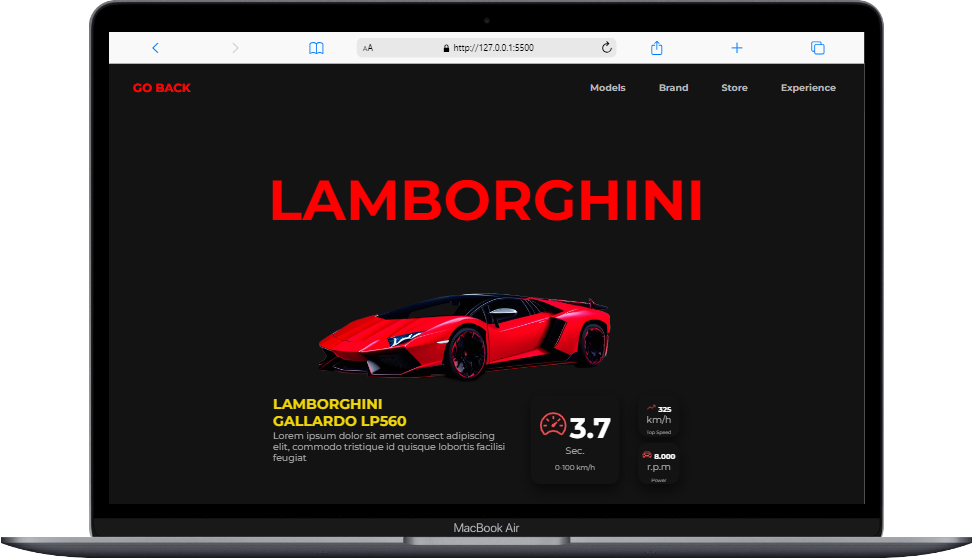 AA
http://127.0.0.1:5500
GO BACK
Models
Brand
Store
Experience
LAMBORGHINI
LAMBORGHINI
GALLARDO LP560
Lorem ipsum dolor sit amet consect adipiscing
elit, commodo tristique id quisque lobortis facilisi
feugiat
3.7
Sec.
0-100 km/h
325
km/h
Top Speed
8.000
r.p.m
Power
MacBook Air